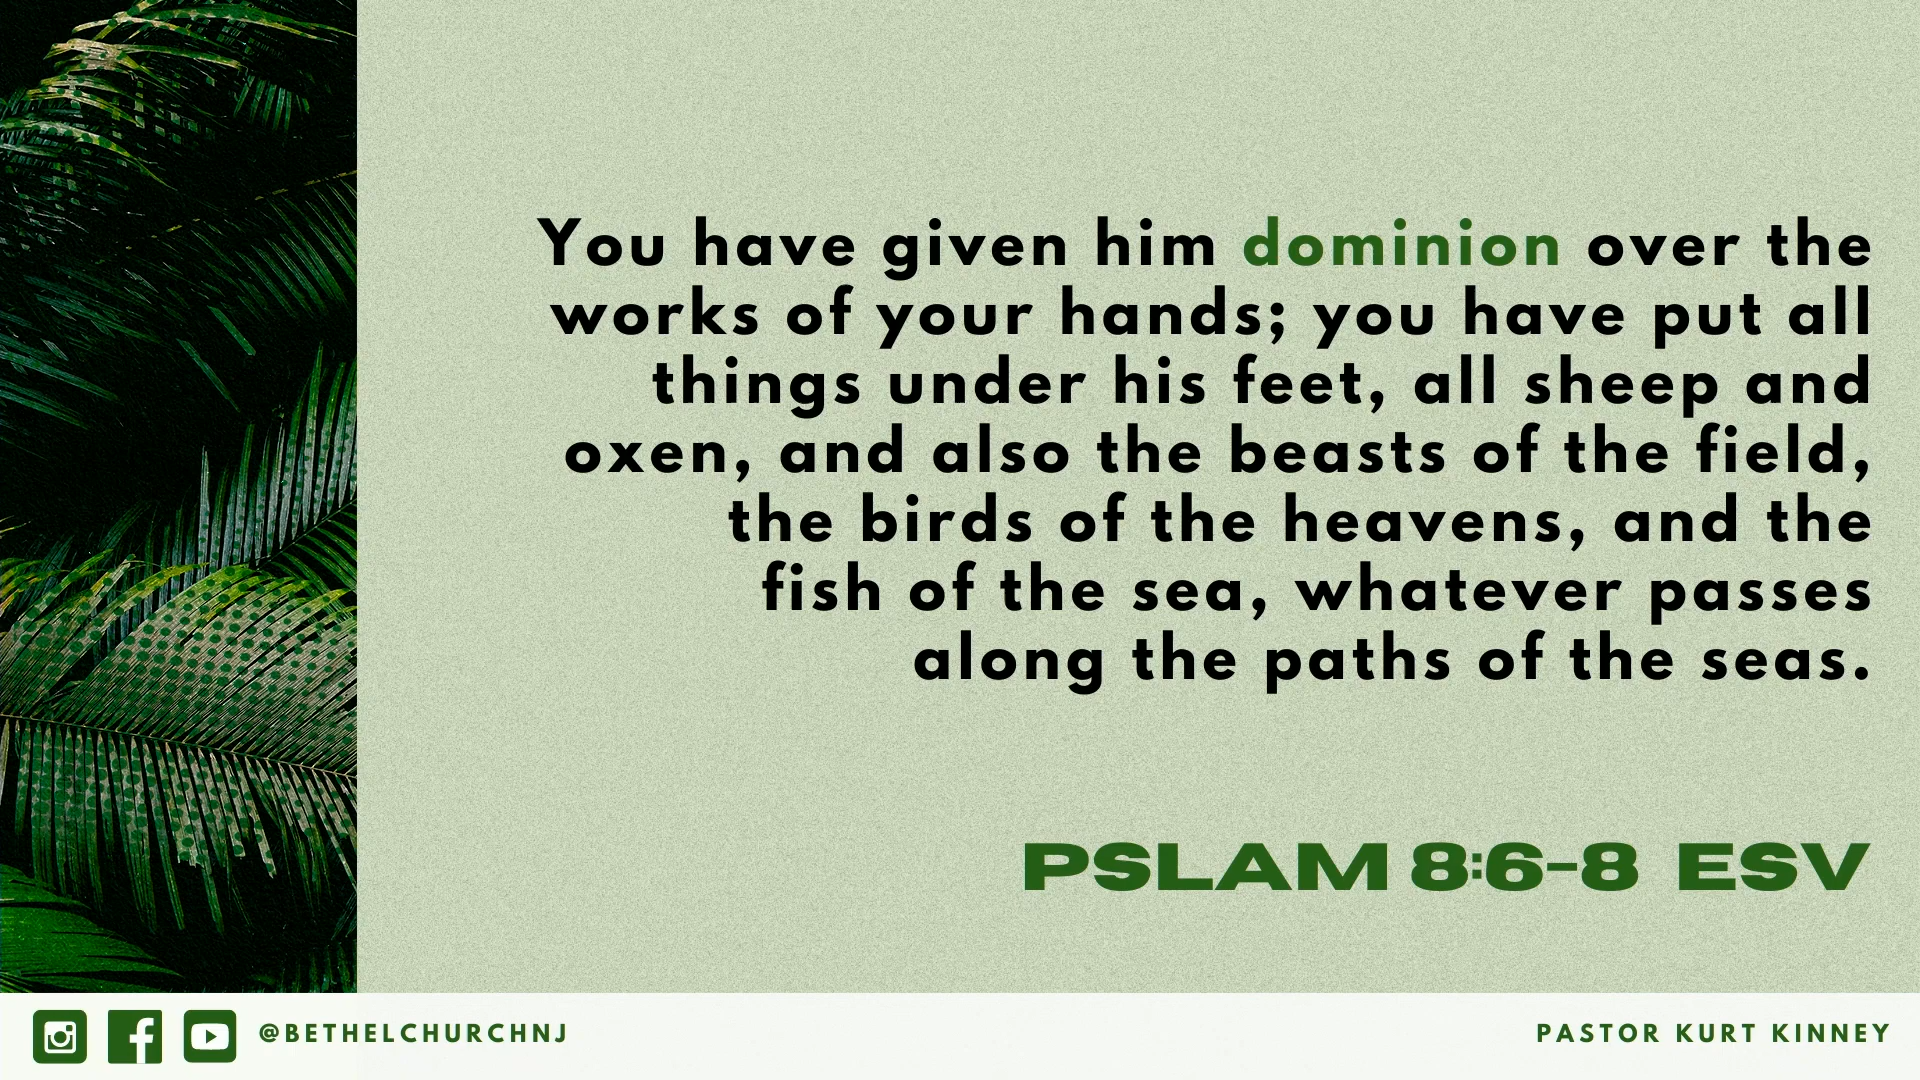 You have given him dominion over the
works of your hands; you have put all
things under his feet, all sheep and
oxen, and also the beasts of the field,
the birds of the heavens, and the
fish of the sea, whatever passes
along the paths of the seas.
PSLAM 8:6-8 ESV
@BETHELCHURCHNJ
PASTOR KURT KINNEY